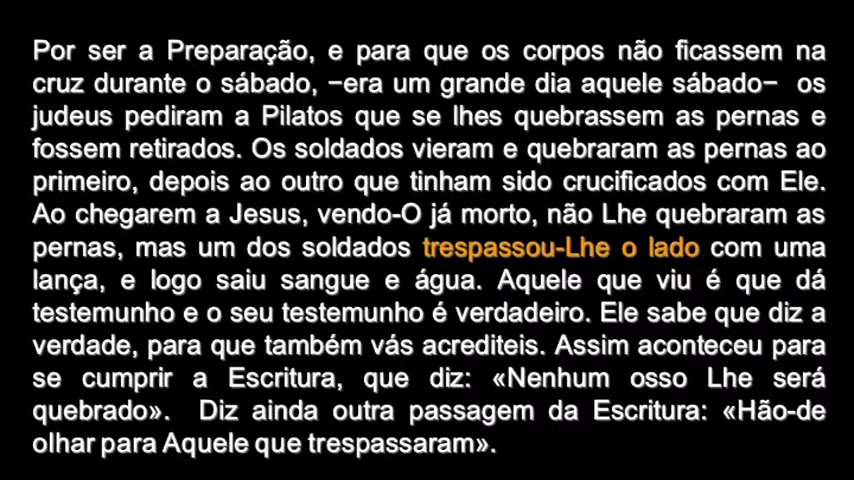 Por ser a Preparação, e para que os corpos não ficassem na
cruz durante o sábado, −era um grande dia aquele sábado− os
judeus pediram a Pilatos que se lhes quebrassem as pernas e
fossem retirados. Os soldados vieram e quebraram as pernas ao
primeiro, depois ao outro que tinham sido crucificados com Ele.
Ao chegarem a Jesus, vendo-O já morto, não Lhe quebraram as
pernas, mas um dos soldados trespassou-Lhe o lado com uma
lança, e logo saiu sangue e água. Aquele que viu é que dá
testemunho e o seu testemunho é verdadeiro. Ele sabe que diz a
verdade, para que também vás acrediteis. Assim aconteceu para
se cumprir a Escritura, que diz: «Nenhum osso Lhe será
quebrado». Diz ainda outra passagem da Escritura: «Hão-de
olhar para Aquele que trespassaram».